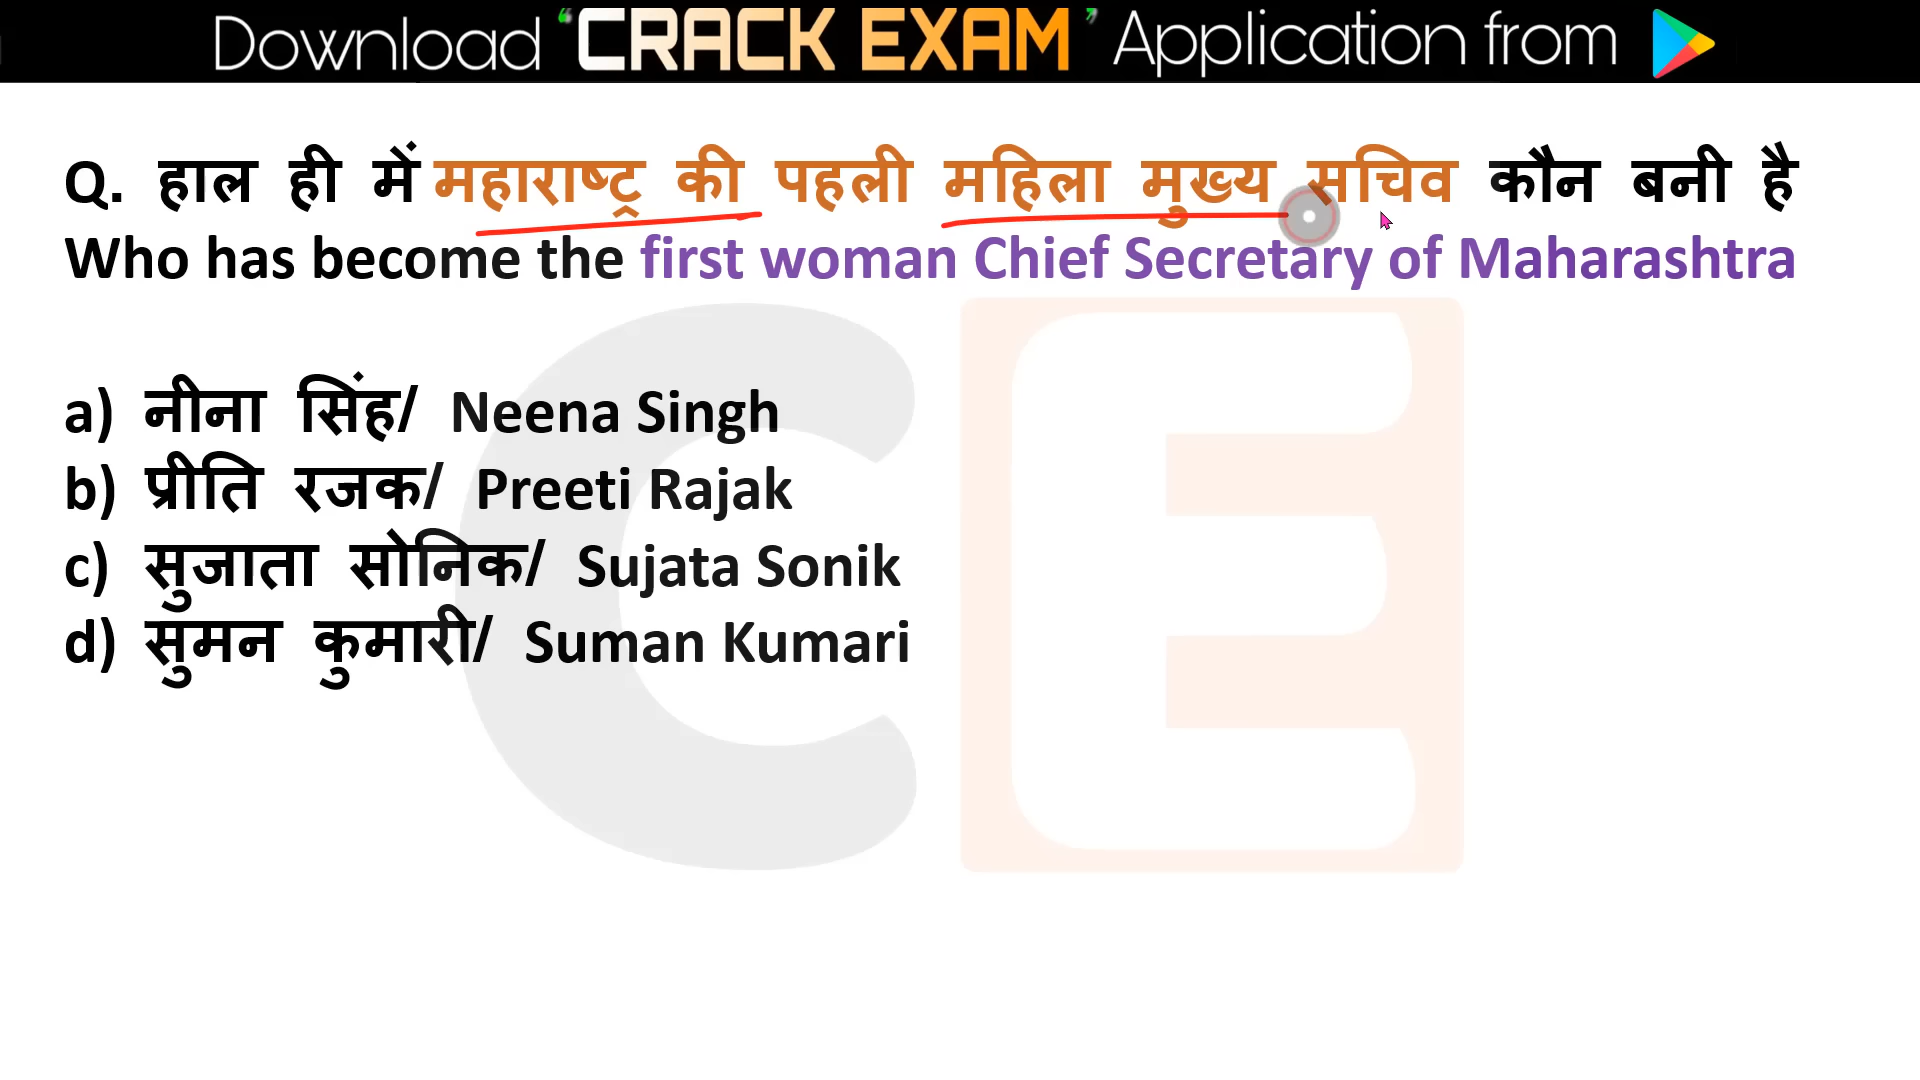 Download ‘CRACK EXAM’ Application from
Q. हाल ही में महाराष्ट्र की पहली महिला मुख्य सचिव कौन बनी है
Who has become the first woman Chief Secretary of Maharashtra
a) नीना सिंह/ Neena Singh
b) प्रीति रजक/ Preeti Rajak
c) सुजाता सोनिक/ Sujata Sonik
d) सुमन कुमारी/ Suman Kumari
CE